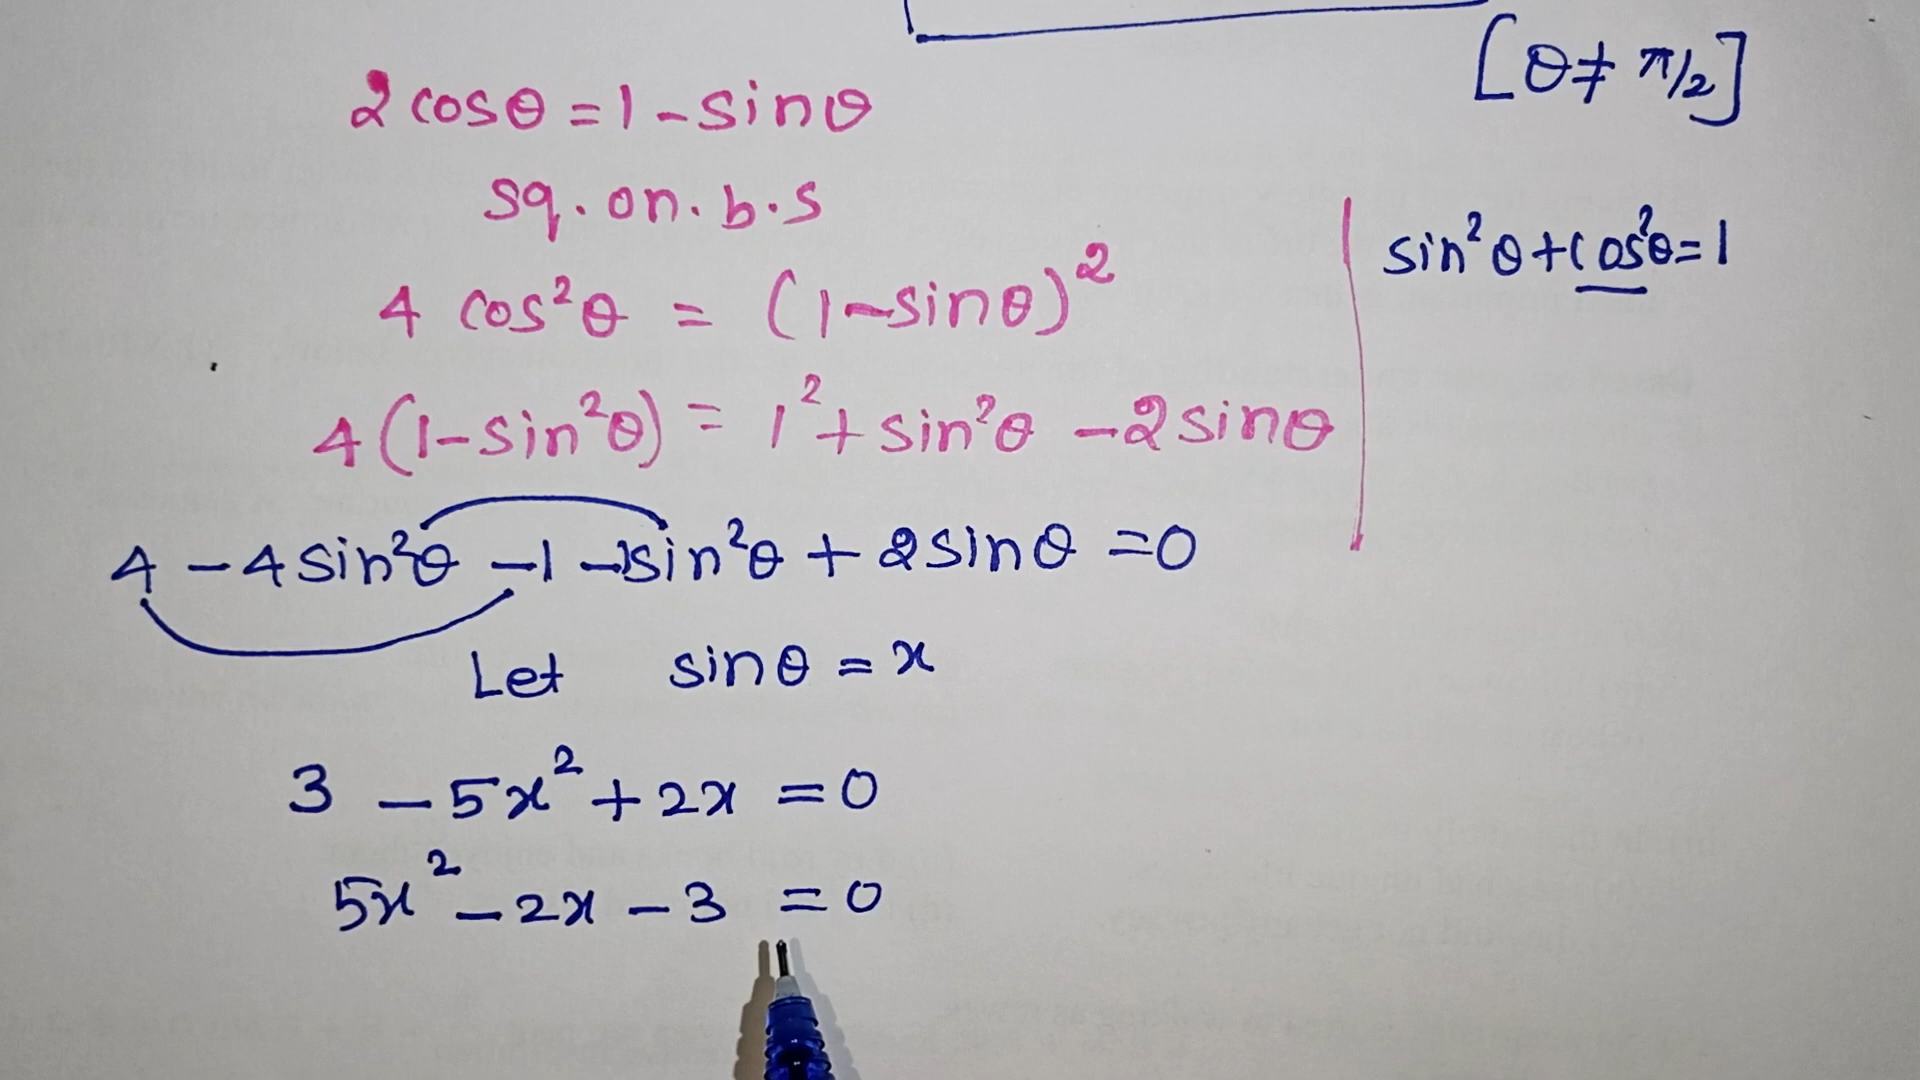 [θ≠ π/2]
2 cosθ = 1 - sinθ
sq. on. b.s
sin²θ + cos²θ = 1
4 cos²θ = (1-sinθ)²
4(1-sin²θ) = 1² + sin²θ - 2sinθ
4 - 4sin²θ - 1 - 1sin²θ + 2sinθ = 0
Let sinθ = x
3 - 5x² + 2x = 0
5x² - 2x - 3 = 0